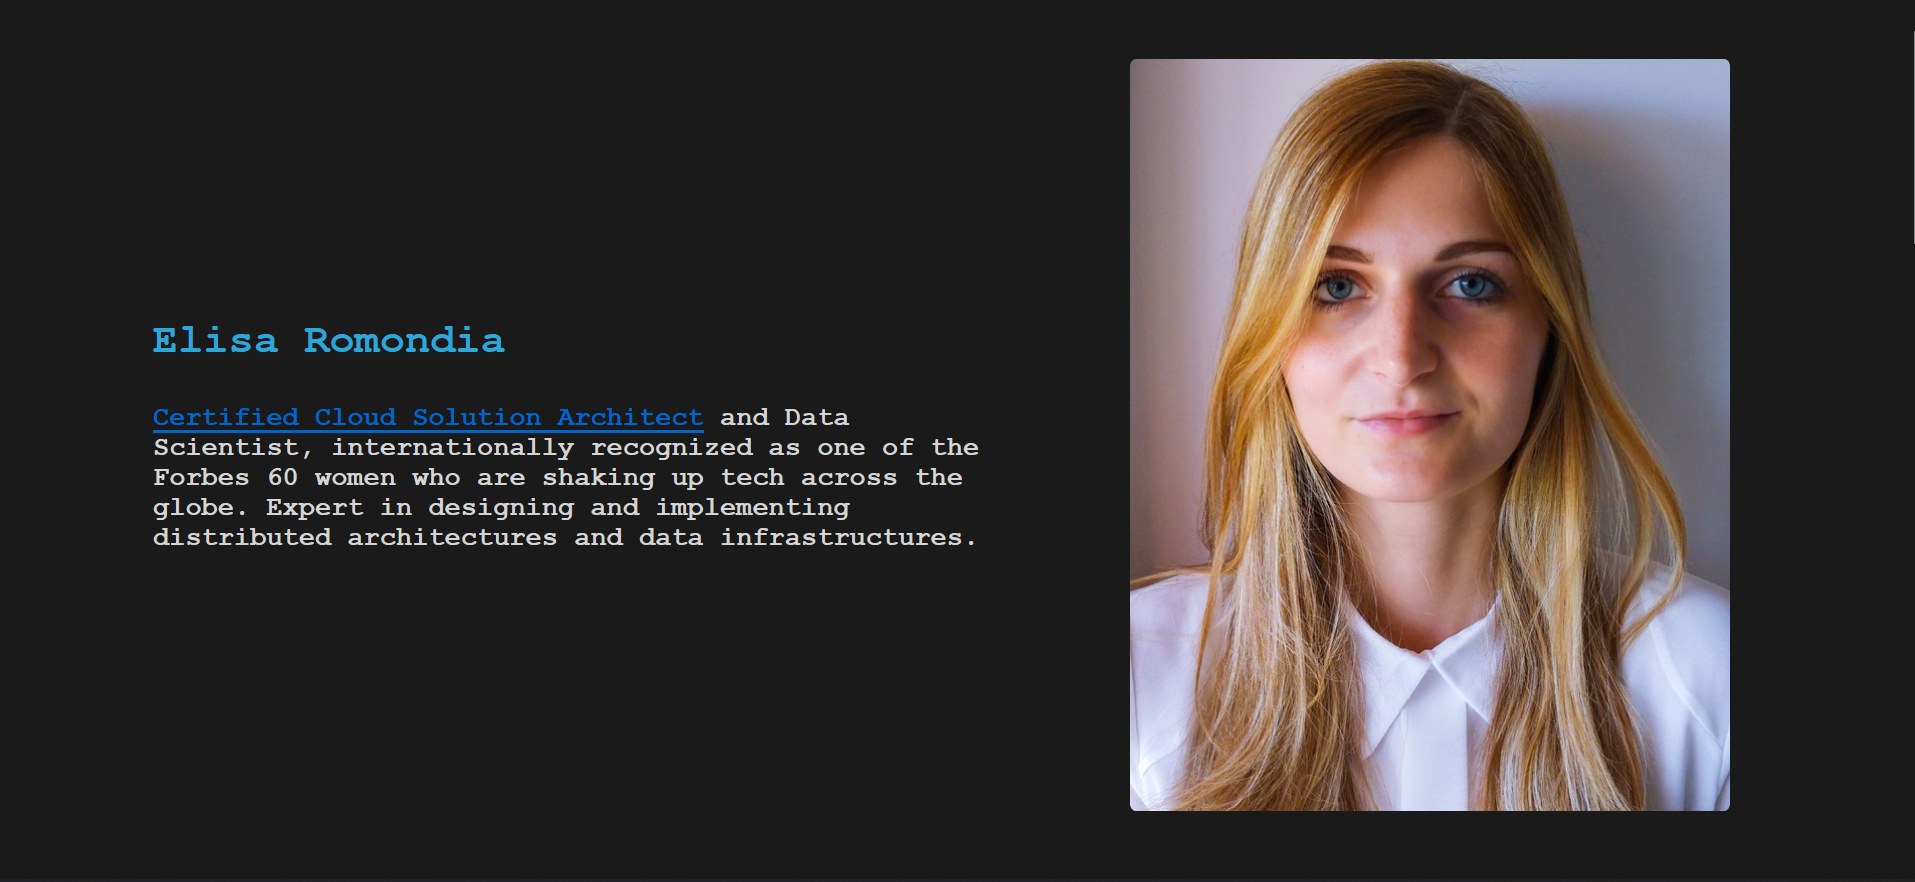 Elisa Romondia
Certified Cloud Solution Architect and Data
Scientist, internationally recognized as one of the
Forbes 60 women who are shaking up tech across the
globe. Expert in designing and implementing
distributed architectures and data infrastructures.